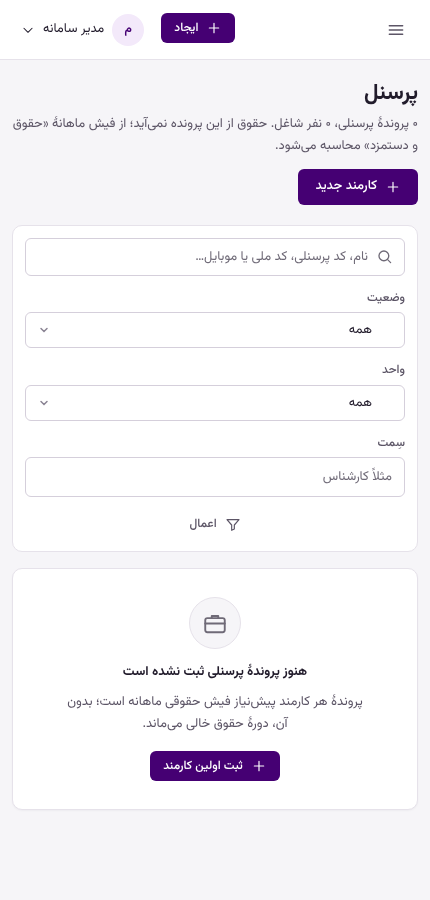 ایجاد
م
مدیر سامانه
پرسنل
۰ پروندهٔ پرسنلی، ۰ نفر شاغل. حقوق از این پرونده نمی‌آید؛ از فیش ماهانهٔ «حقوق
و دستمزد» محاسبه می‌شود.
کارمند جدید
نام، کد پرسنلی، کد ملی یا موبایل...
وضعیت
همه
واحد
همه
سِمت
مثلاً کارشناس
اعمال
هنوز پروندهٔ پرسنلی ثبت نشده است
پروندهٔ هر کارمند پیش‌نیاز فیش حقوقی ماهانه است؛ بدون
آن، دورهٔ حقوق خالی می‌ماند.
ثبت اولین کارمند